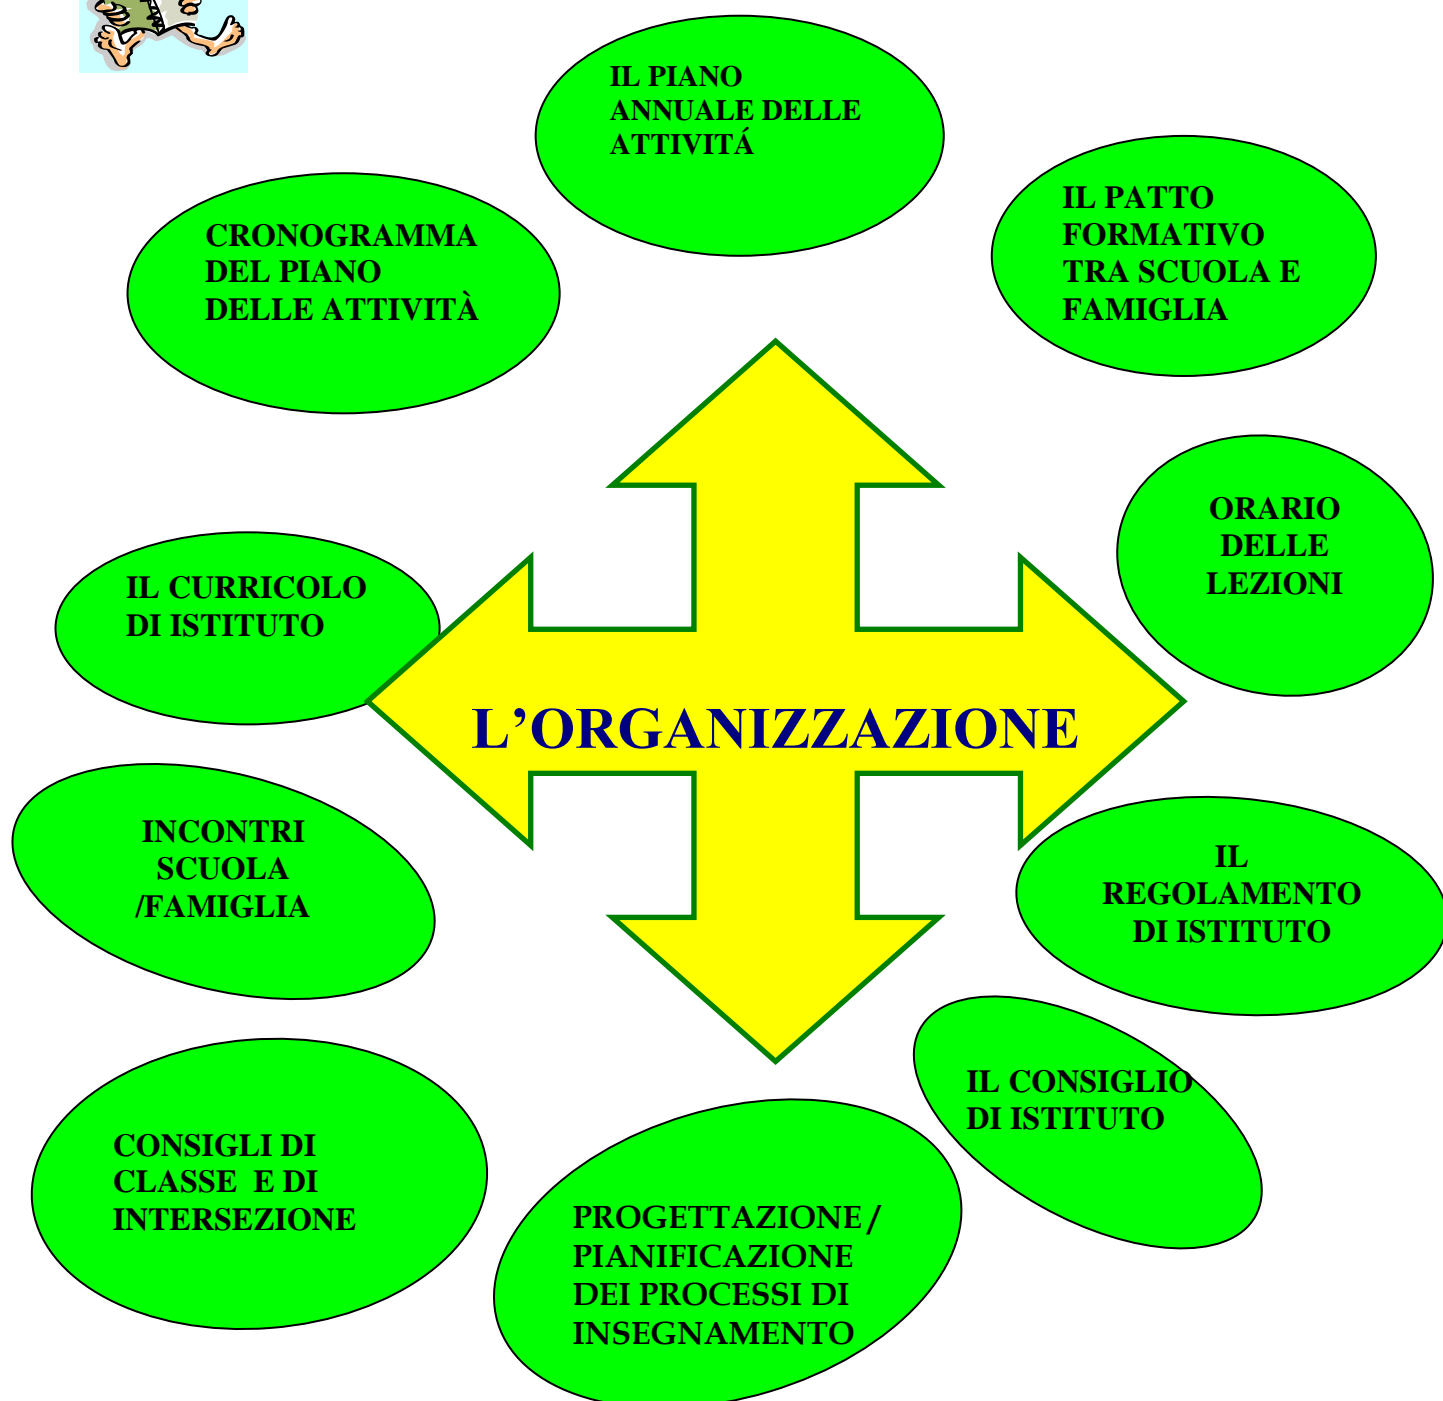 IL PIANO
ANNUALE DELLE
ATTIVITÁ
IL PATTO
FORMATIVO
TRA SCUOLA E
FAMIGLIA
CRONOGRAMMA
DEL PIANO
DELLE ATTIVITÀ
ORARIO
DELLE
LEZIONI
IL CURRICOLO
DI ISTITUTO
L’ORGANIZZAZIONE
INCONTRI
SCUOLA
/FAMIGLIA
IL
REGOLAMENTO
DI ISTITUTO
IL CONSIGLIO
DI ISTITUTO
CONSIGLI DI
CLASSE  E DI
INTERSEZIONE
PROGETTAZIONE/
PIANIFICAZIONE
DEI PROCESSI DI
INSEGNAMENTO